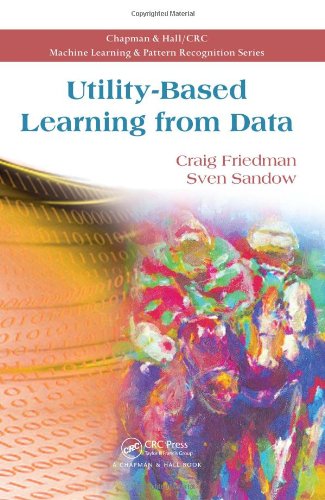 Copyrighted Material
Chapman & Hall/CRC
Machine Learning & Pattern Recognition Series
Utility-Based
Learning from Data
Craig Friedman
Sven Sandow
CRC
CRC Press
Taylor & Francis Group
A CHAPMAN & HALL BOOK